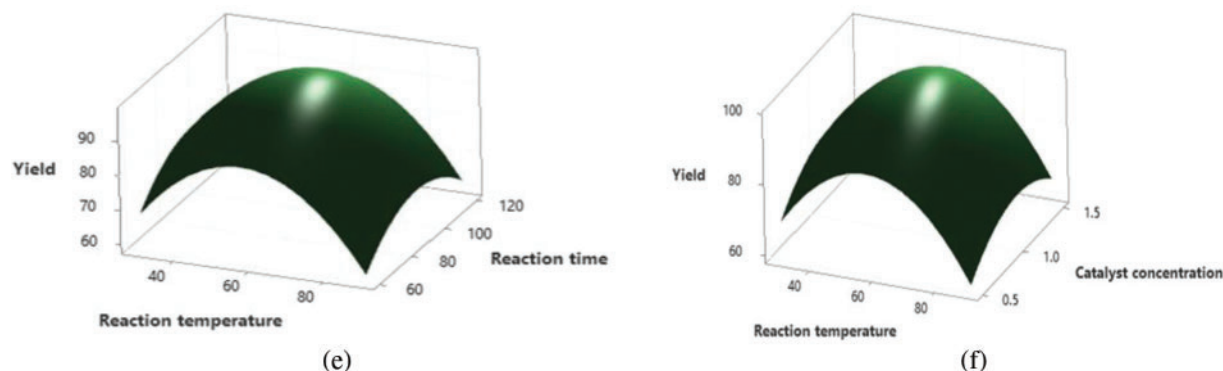 90
Yield 80
70
60
40
60
80
Reaction temperature
60
80
100
120
Reaction time
(e)
100
Yield
80
60
40
60
80
Reaction temperature
0.5
1.0
1.5
Catalyst concentration
(f)